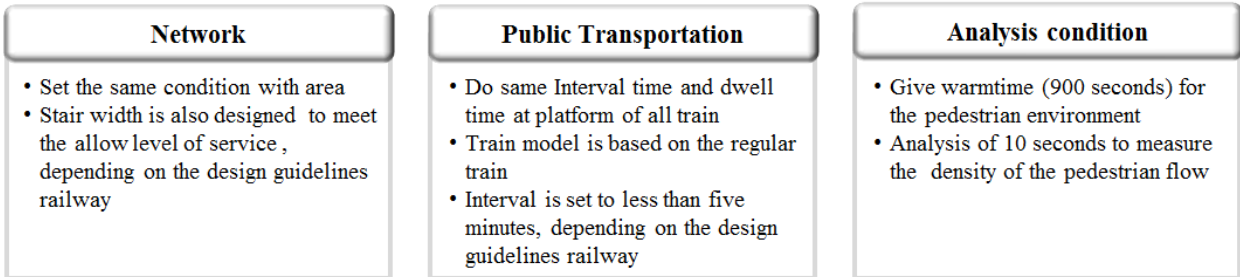 Network
• Set the same condition with area
• Stair width is also designed to meet
the allow level of service ,
depending on the design guidelines
railway
Public Transportation
• Do same Interval time and dwell
time at platform of all train
• Train model is based on the regular
train
• Interval is set to less than five
minutes, depending on the design
guidelines railway
Analysis condition
• Give warmtime (900 seconds) for
the pedestrian environment
• Analysis of 10 seconds to measure
the density of the pedestrian flow